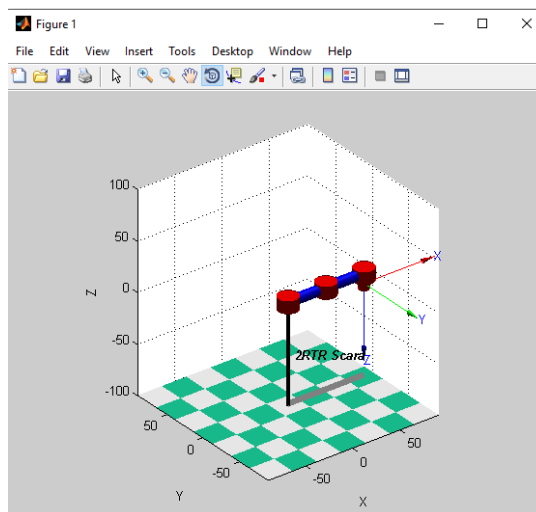 Figure 1
File Edit View Insert Tools Desktop Window Help
100
50
0
-50
-100
Z
X
Y
Z
2RTR Scara
50
0
-50
Y
-50
0
50
X